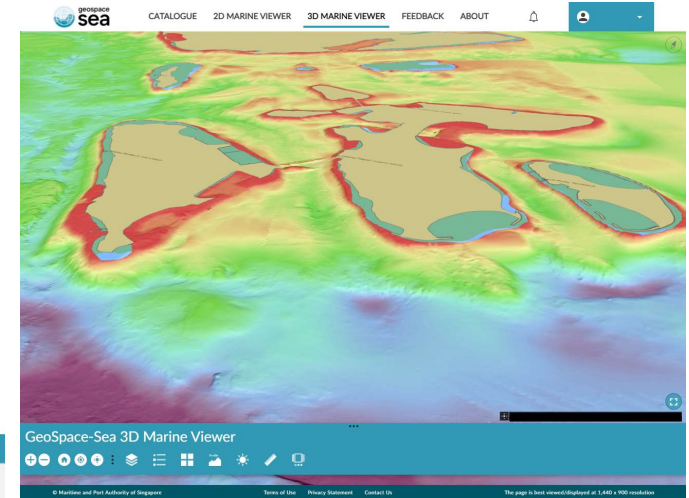 geospace
sea
CATALOGUE 2D MARINE VIEWER 3D MARINE VIEWER FEEDBACK ABOUT
GeoSpace-Sea 3D Marine Viewer
© Maritime and Port Authority of Singapore Terms of Use Privacy Statement Contact Us The page is best viewed/displayed at 1,440 x 900 resolution